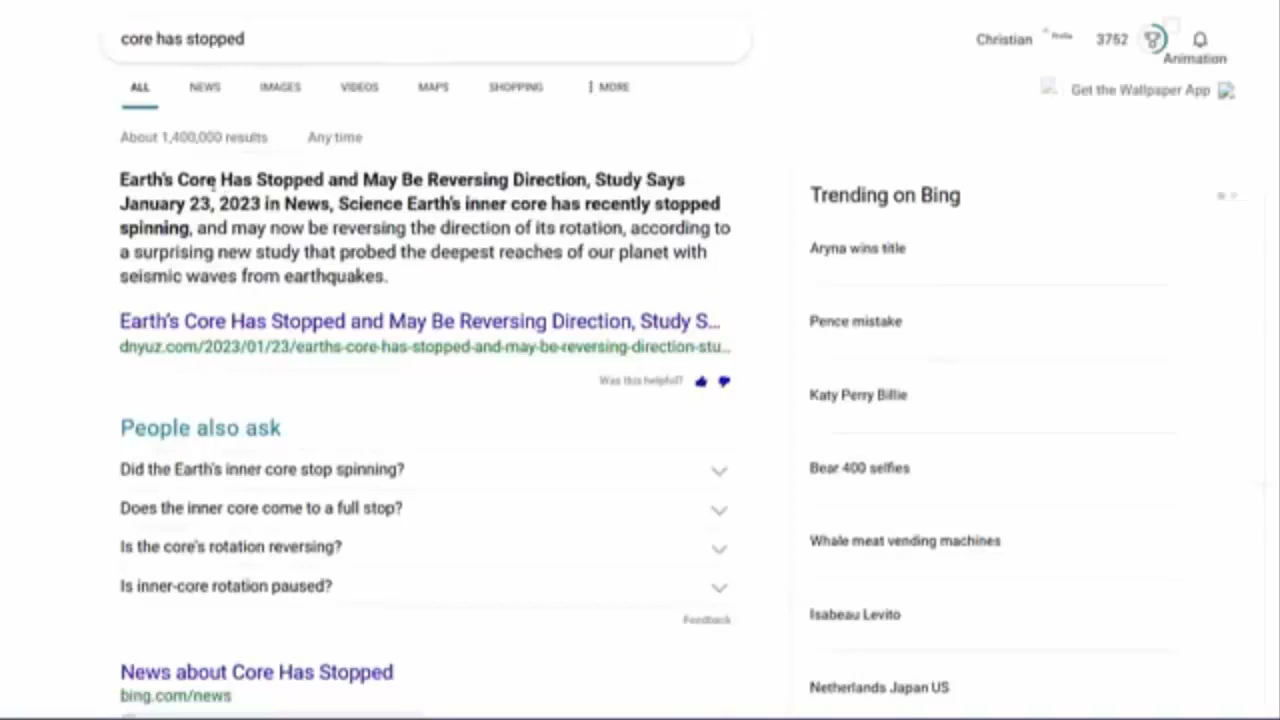 core has stopped
Christian
3762
Animation
ALL NEWS IMAGES VIDEOS MAPS SHOPPING MORE
Get the Wallpaper App
About 1,400,000 results Any time
Earth's Core Has Stopped and May Be Reversing Direction, Study Says
January 23, 2023 in News, Science Earth's inner core has recently stopped
spinning, and may now be reversing the direction of its rotation, according to
a surprising new study that probed the deepest reaches of our planet with
seismic waves from earthquakes.
Earth's Core Has Stopped and May Be Reversing Direction, Study S...
dnyuz.com/2023/01/23/earths-core-has-stopped-and-may-be-reversing-direction-stu...
Was this helpful?
People also ask
Did the Earth's inner core stop spinning?
Does the inner core come to a full stop?
Is the core's rotation reversing?
Is inner-core rotation paused?
Feedback
News about Core Has Stopped
bing.com/news
Trending on Bing
Aryna wins title
Pence mistake
Katy Perry Billie
Bear 400 selfies
Whale meat vending machines
Isabeau Levito
Netherlands Japan US